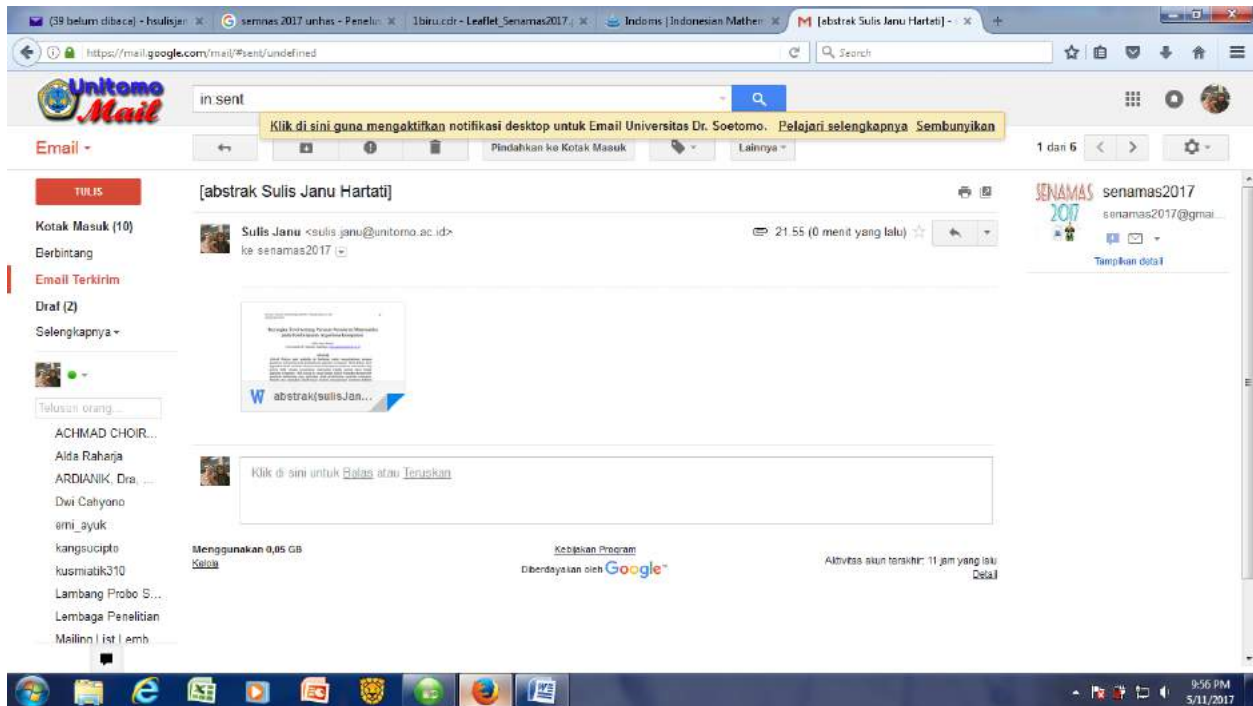 (39 belum dibaca) - hsulisjan
semnas 2017 unhas - Penelu
1biru.cdr - Leaflet_Senamas2017.
Indoms |Indonesian Mathem
[abstrak Sulis Janu Hartati] -
https://mail.google.com/mail/#sent/undefined
Search
Unitomo
Mail
in:sent
Klik di sini guna mengaktifkan notifikasi desktop untuk Email Universitas Dr. Soetomo. Pelajari selengkapnya Sembunyikan
Email
Pindahkan ke Kotak Masuk
Lainnya
1 dari 6
TULIS
Kotak Masuk (10)
Berbintang
Email Terkirim
Draf (2)
Selengkapnya
Telusuri orang...
ACHMAD CHOIR...
Alda Raharja
ARDIANIK, Dra, ...
Dwi Cahyono
erni_ayuk
kangsucipto
kusmiatik310
Lambang Probo S...
Lembaga Penelitian
Mailing List Lemb
[abstrak Sulis Janu Hartati]
Sulis Janu <sulis.janu@unitomo.ac.id>
21.55 (0 menit yang lalu)
ke senamas2017
W abstrak(sulisJan...
Klik di sini untuk Balas atau Teruskan
Menggunakan 0,05 GB
Kelola
Kebijakan Program
Diberdayakan oleh Google™
Aktivitas akun terakhir: 11 jam yang lalu
Detail
SENAMAS
2017
senamas2017
senamas2017@gmai...
Tampilkan detail
9:56 PM
5/11/2017